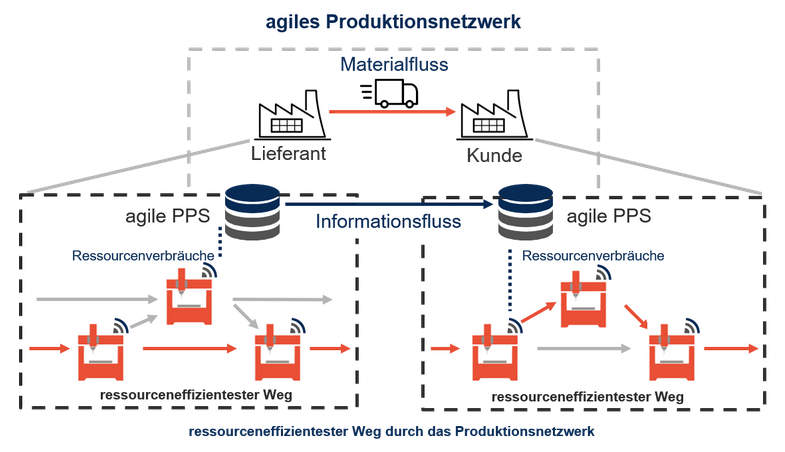 agiles Produktionsnetzwerk
Materialfluss
Lieferant
Kunde
agile PPS
Informationsfluss
agile PPS
Ressourcenverbräuche
Ressourcenverbräuche
ressourceneffizientester Weg
ressourceneffizientester Weg
ressourceneffizientester Weg durch das Produktionsnetzwerk